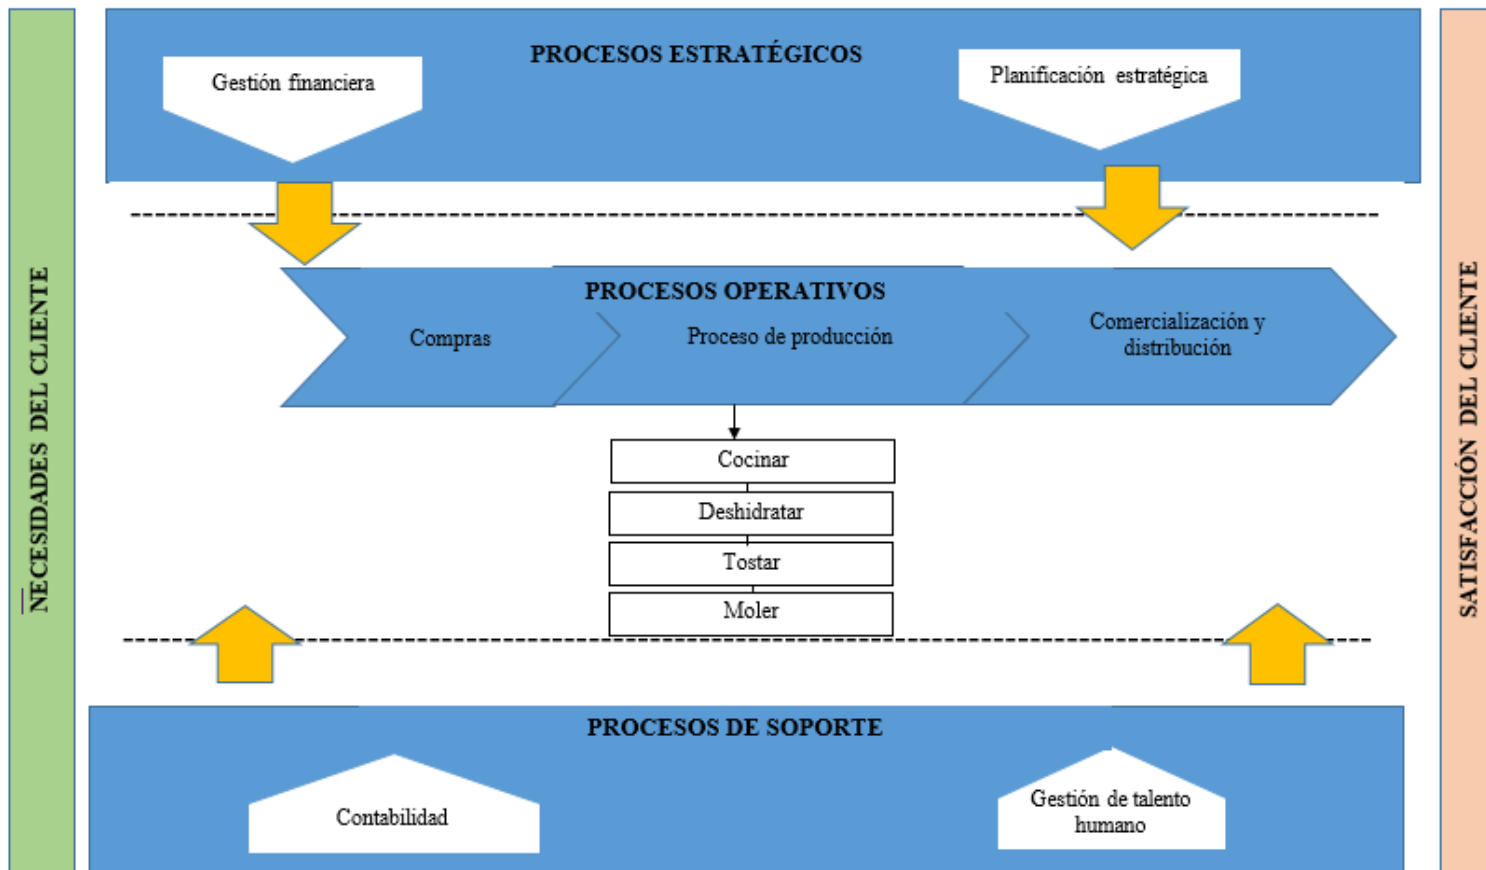 NECESIDADES DEL CLIENTE
PROCESOS ESTRATÉGICOS
Gestión financiera
Planificación estratégica
PROCESOS OPERATIVOS
Compras
Proceso de producción
Comercialización y
distribución
Cocinar
Deshidratar
Tostar
Moler
PROCESOS DE SOPORTE
Contabilidad
Gestión de talento
humano
SATISFACCIÓN DEL CLIENTE